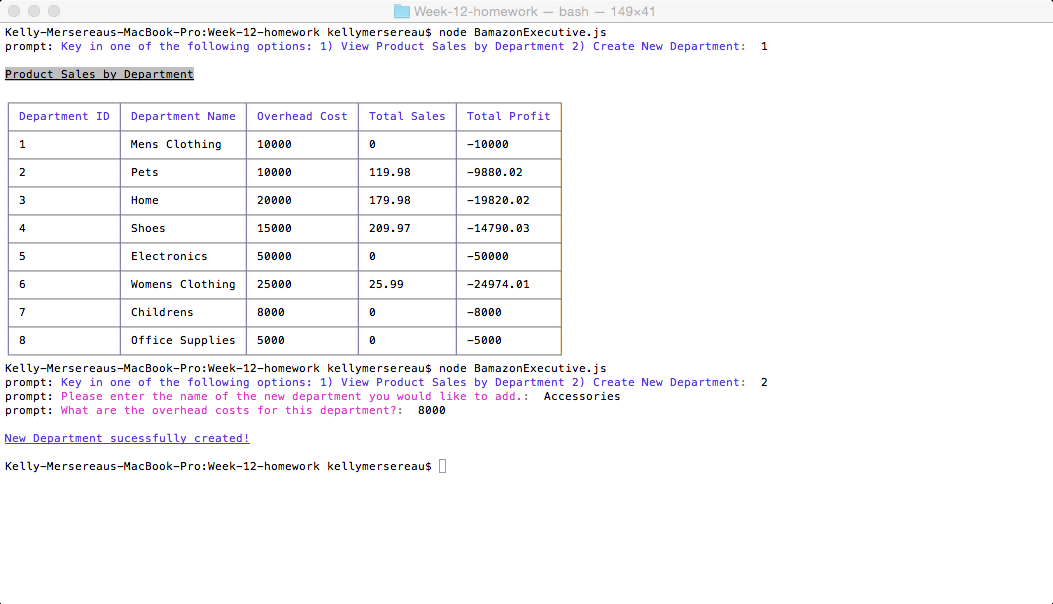 Week-12-homework — bash — 149×41
Kelly-Mersereaus-MacBook-Pro:Week-12-homework kellymersereau$ node BamazonExecutive.js
prompt: Key in one of the following options: 1) View Product Sales by Department 2) Create New Department:  1
Product Sales by Department
Department ID Department Name Overhead Cost Total Sales Total Profit
1 Mens Clothing 10000 0 -10000
2 Pets 10000 119.98 -9880.02
3 Home 20000 179.98 -19820.02
4 Shoes 15000 209.97 -14790.03
5 Electronics 50000 0 -50000
6 Womens Clothing 25000 25.99 -24974.01
7 Childrens 8000 0 -8000
8 Office Supplies 5000 0 -5000
Kelly-Mersereaus-MacBook-Pro:Week-12-homework kellymersereau$ node BamazonExecutive.js
prompt: Key in one of the following options: 1) View Product Sales by Department 2) Create New Department:  2
prompt: Please enter the name of the new department you would like to add.:  Accessories
prompt: What are the overhead costs for this department?:  8000
New Department sucessfully created!
Kelly-Mersereaus-MacBook-Pro:Week-12-homework kellymersereau$